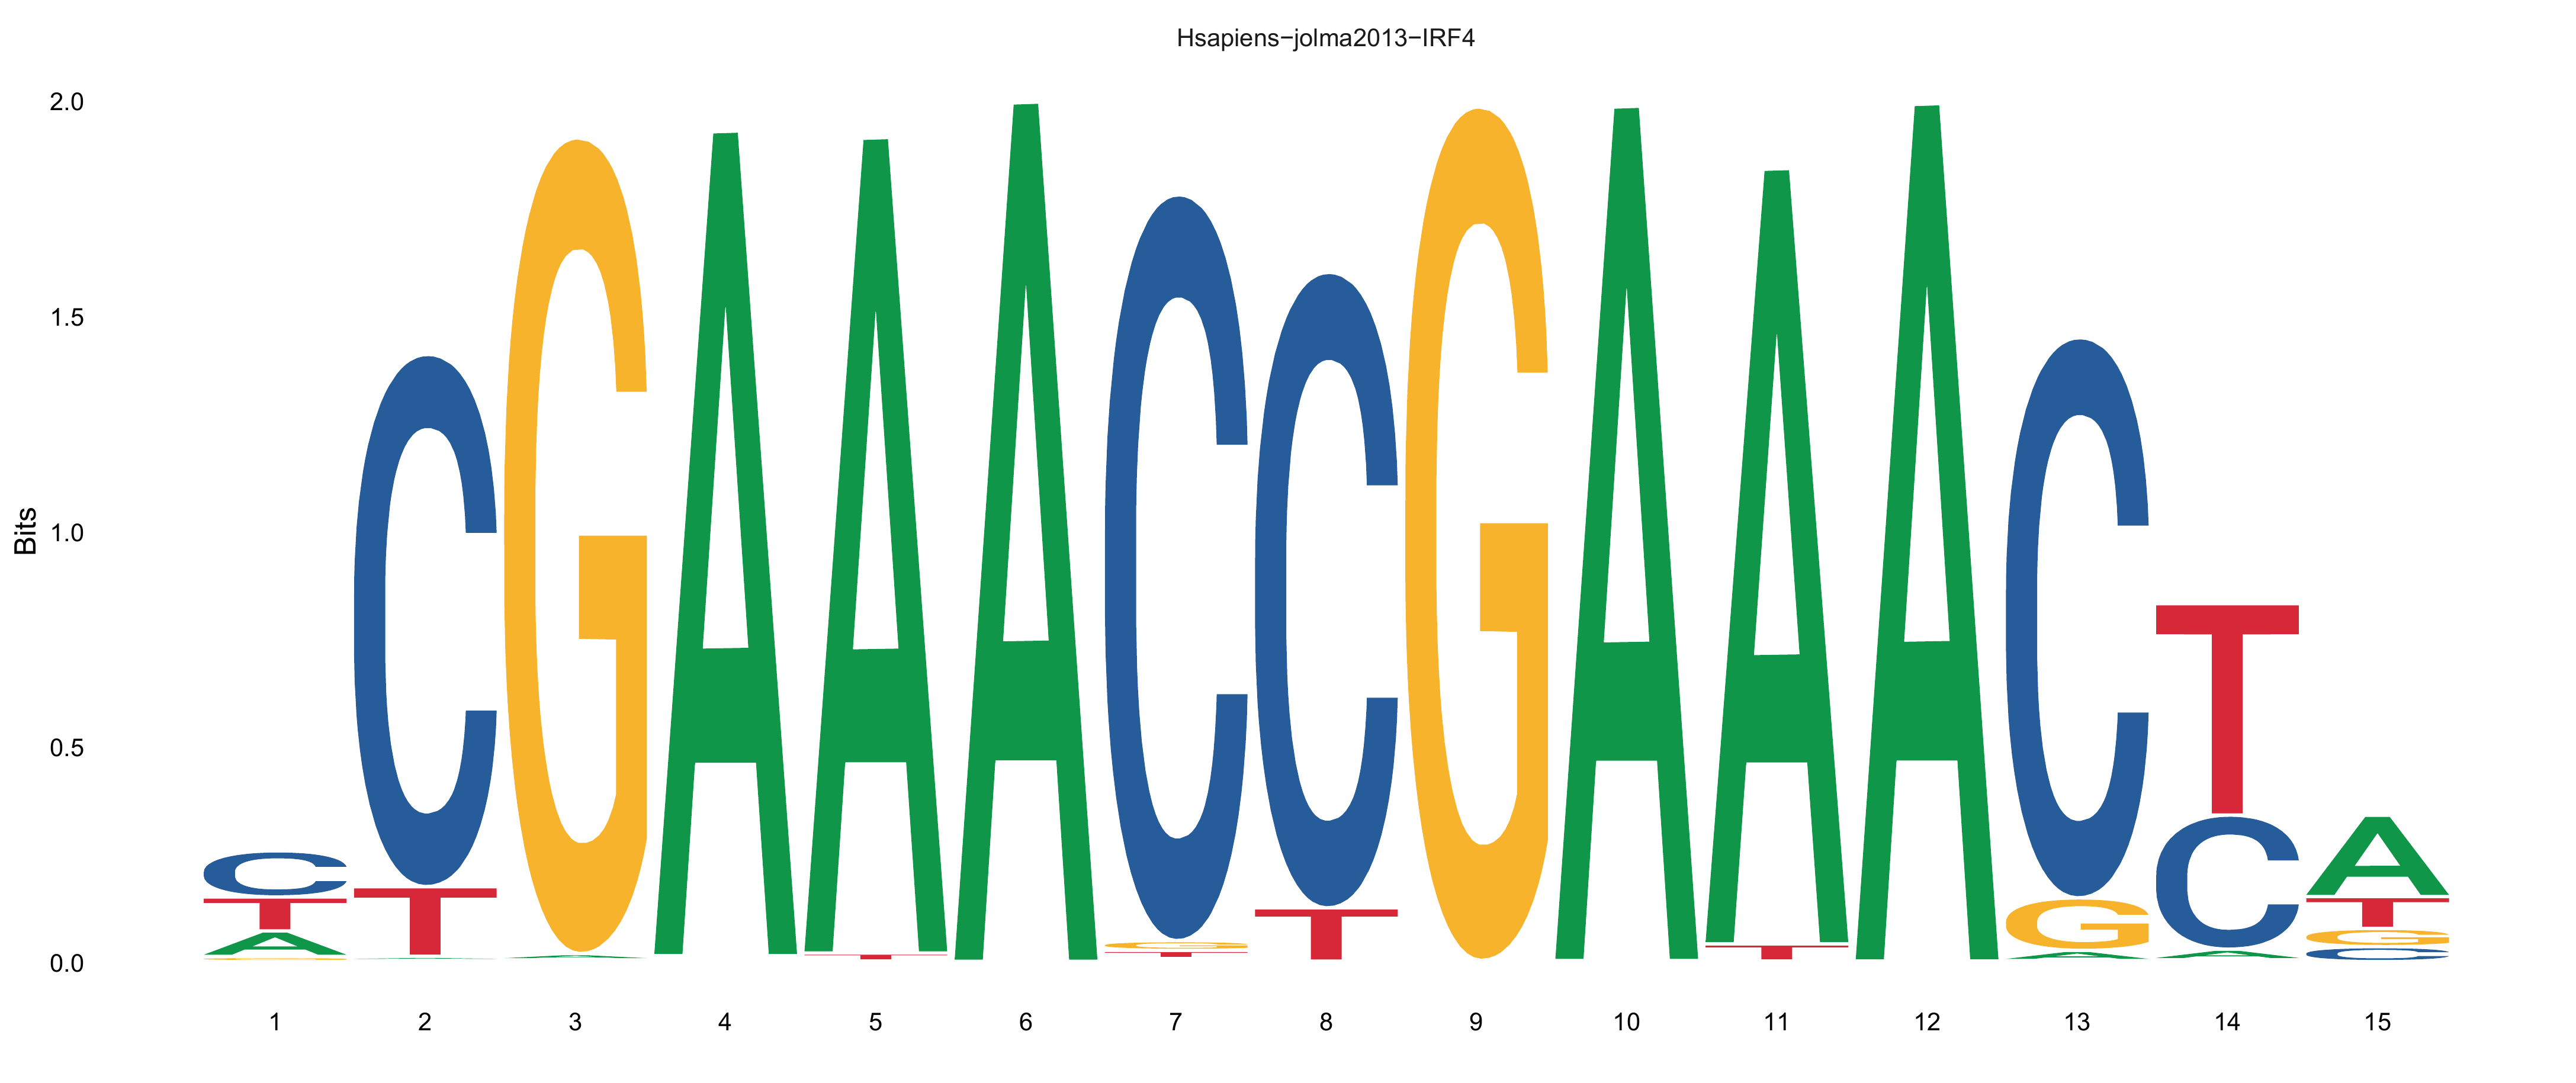 Hsapiens−jolma2013−IRF4
2.0
1.5
1.0
0.5
0.0
Bits
C T A
C T
G
A
A T
A
C G T
C T
G
A
A T
A
C G A
T C A
A T G C
1 2 3 4 5 6 7 8 9 10 11 12 13 14 15